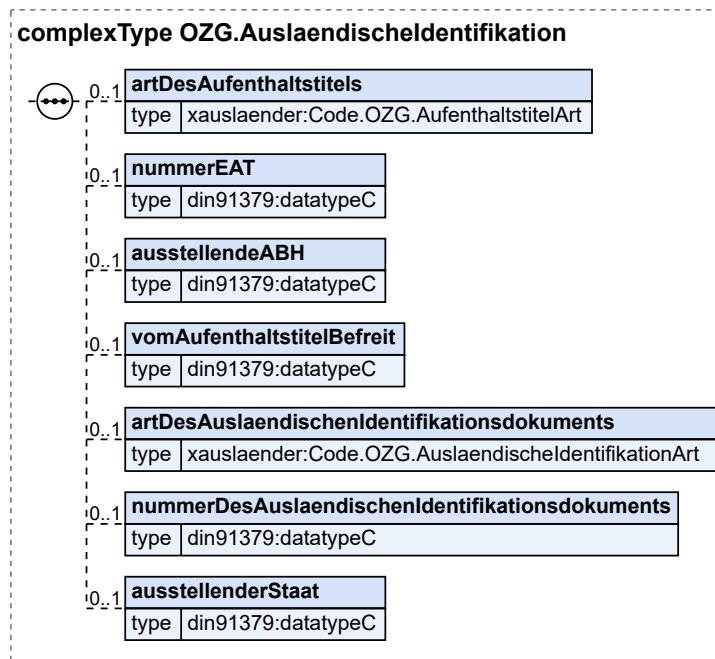 complexType OZG.AuslaendischeIdentifikation
0..1 artDesAufenthaltstitels
type xauslaender:Code.OZG.AufenthaltstitelArt
0..1 nummerEAT
type din91379:datatypeC
0..1 ausstellendeABH
type din91379:datatypeC
0..1 vomAufenthaltstitelBefreit
type din91379:datatypeC
0..1 artDesAuslaendischenIdentifikationsdokuments
type xauslaender:Code.OZG.AuslaendischeIdentifikationArt
0..1 nummerDesAuslaendischenIdentifikationsdokuments
type din91379:datatypeC
0..1 ausstellenderStaat
type din91379:datatypeC